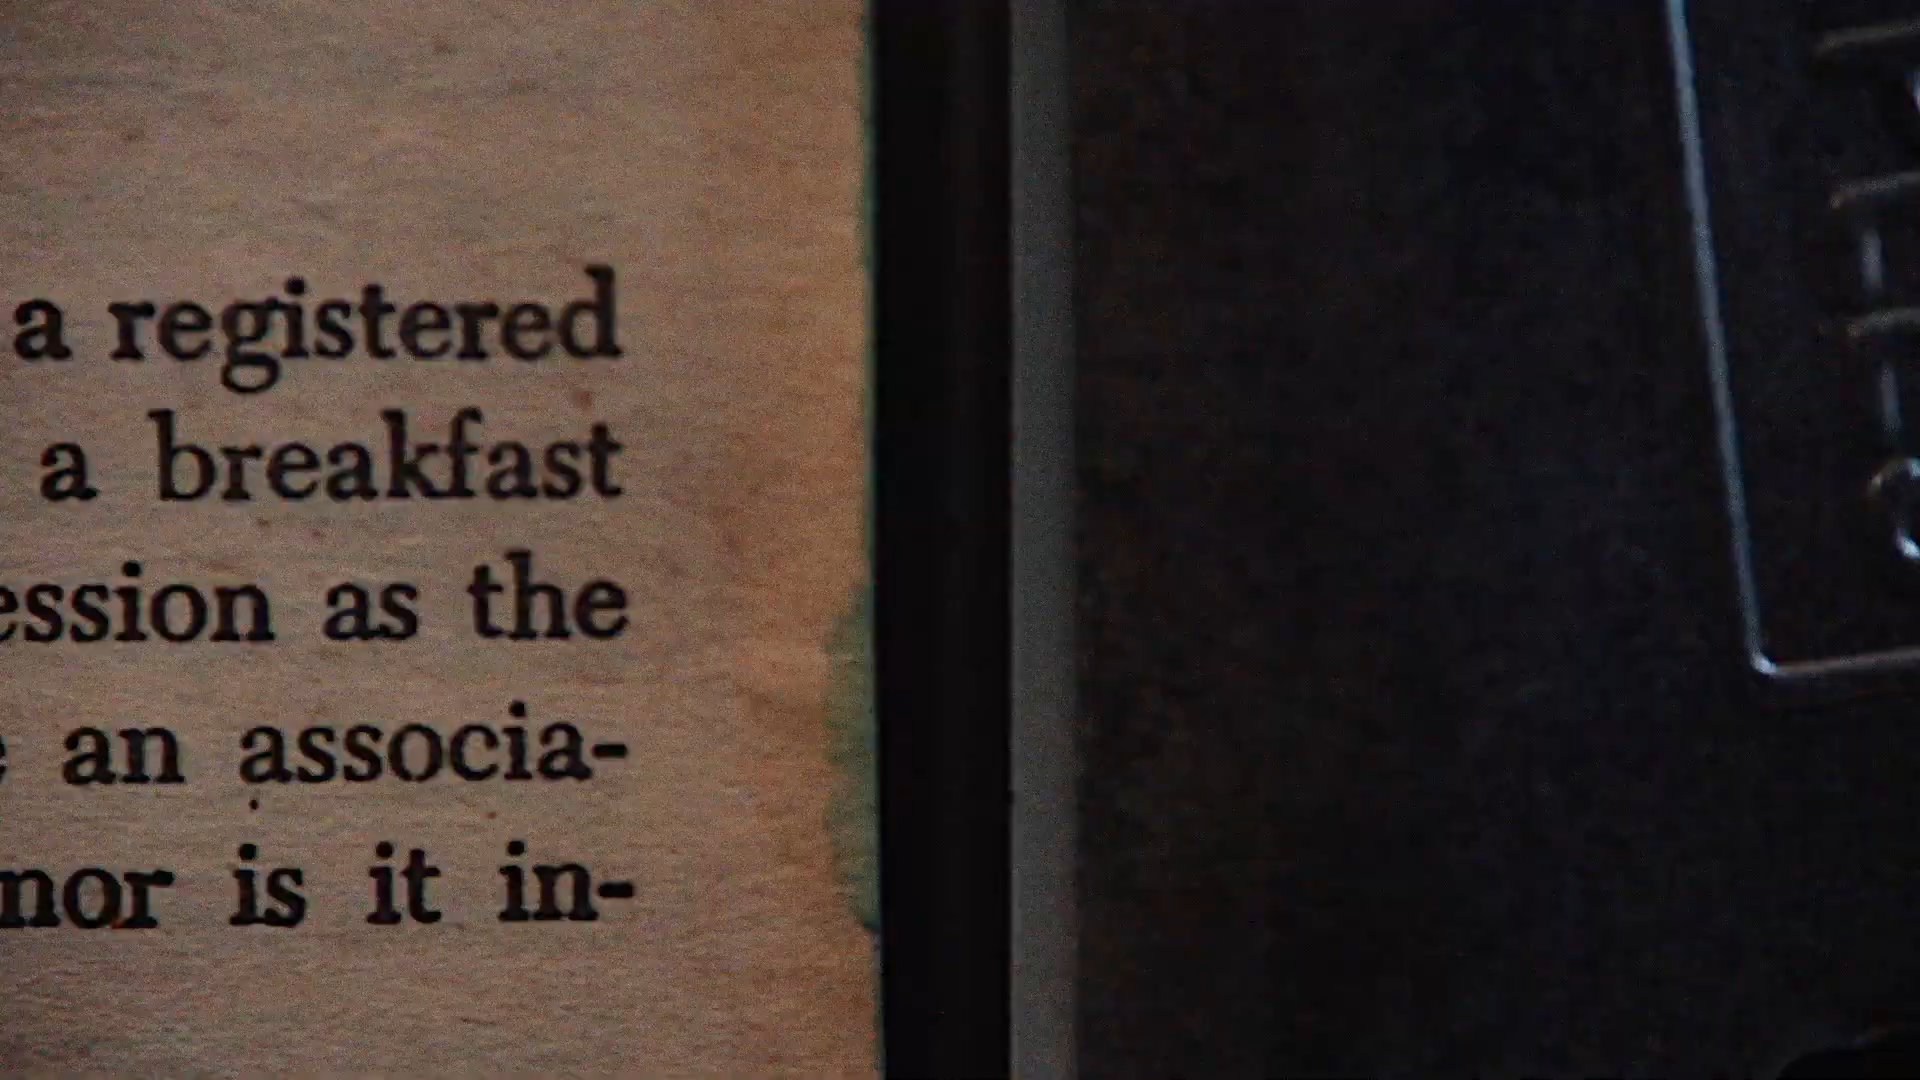 a registered
a breakfast
ession as the
an associa-
nor is it in-